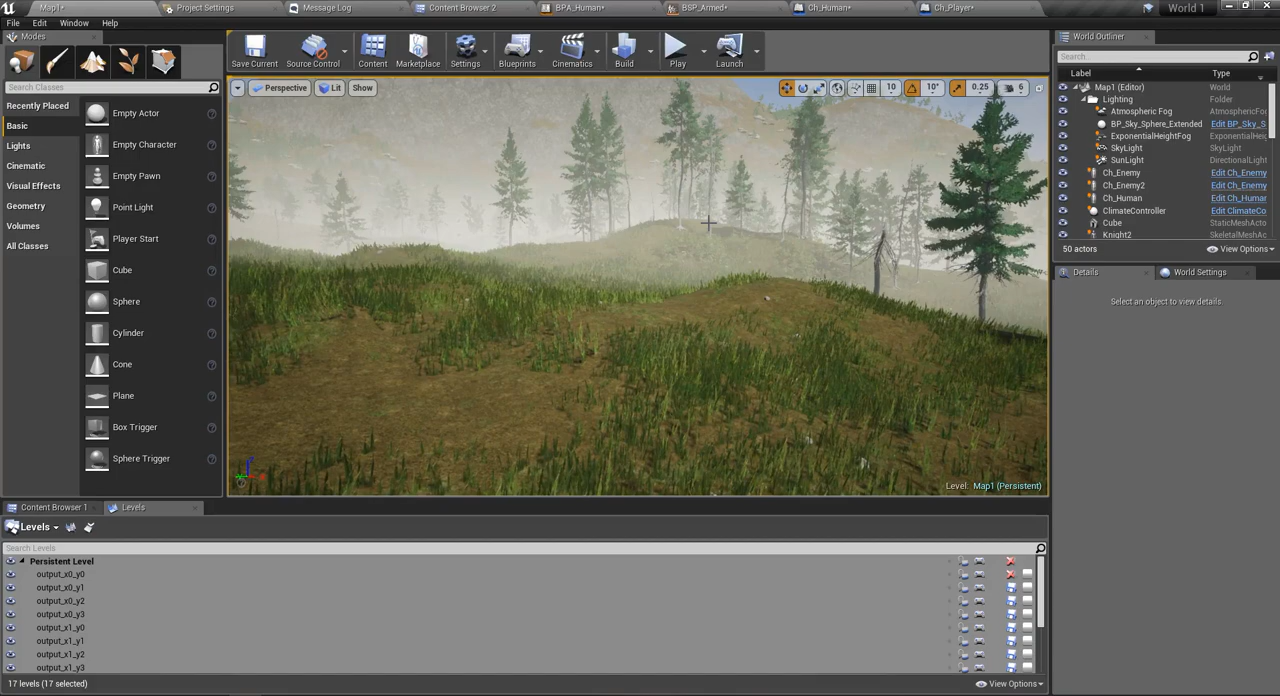 Map1*
Project Settings
Message Log
Content Browser 2
BPA_Human*
BSP_Armed*
Ch_Human*
Ch_Player*
World 1
File Edit Window Help
Modes
Search Classes
Recently Placed
Basic
Lights
Cinematic
Visual Effects
Geometry
Volumes
All Classes
Empty Actor
Empty Character
Empty Pawn
Point Light
Player Start
Cube
Sphere
Cylinder
Cone
Plane
Box Trigger
Sphere Trigger
Save Current
Source Control
Content
Marketplace
Settings
Blueprints
Cinematics
Build
Play
Launch
Perspective
Lit
Show
10
10°
0.25
6
Level: Map1 (Persistent)
World Outliner
Search...
Label Type
Map1 (Editor) World
Lighting Folder
Atmospheric Fog AtmosphericFo
BP_Sky_Sphere_Extended Edit BP_Sky_S
ExponentialHeightFog ExponentialHei
SkyLight SkyLight
SunLight DirectionalLight
Ch_Enemy Edit Ch_Enemy
Ch_Enemy2 Edit Ch_Enemy
Ch_Human Edit Ch_Human
ClimateController Edit ClimateCo
Cube StaticMeshActo
Knight2 SkeletalMeshAc
50 actors
View Options
Details
World Settings
Select an object to view details.
Content Browser 1
Levels
Levels
Search Levels
Persistent Level
output_x0_y0
output_x0_y1
output_x0_y2
output_x0_y3
output_x1_y0
output_x1_y1
output_x1_y2
output_x1_y3
17 levels (17 selected)
View Options